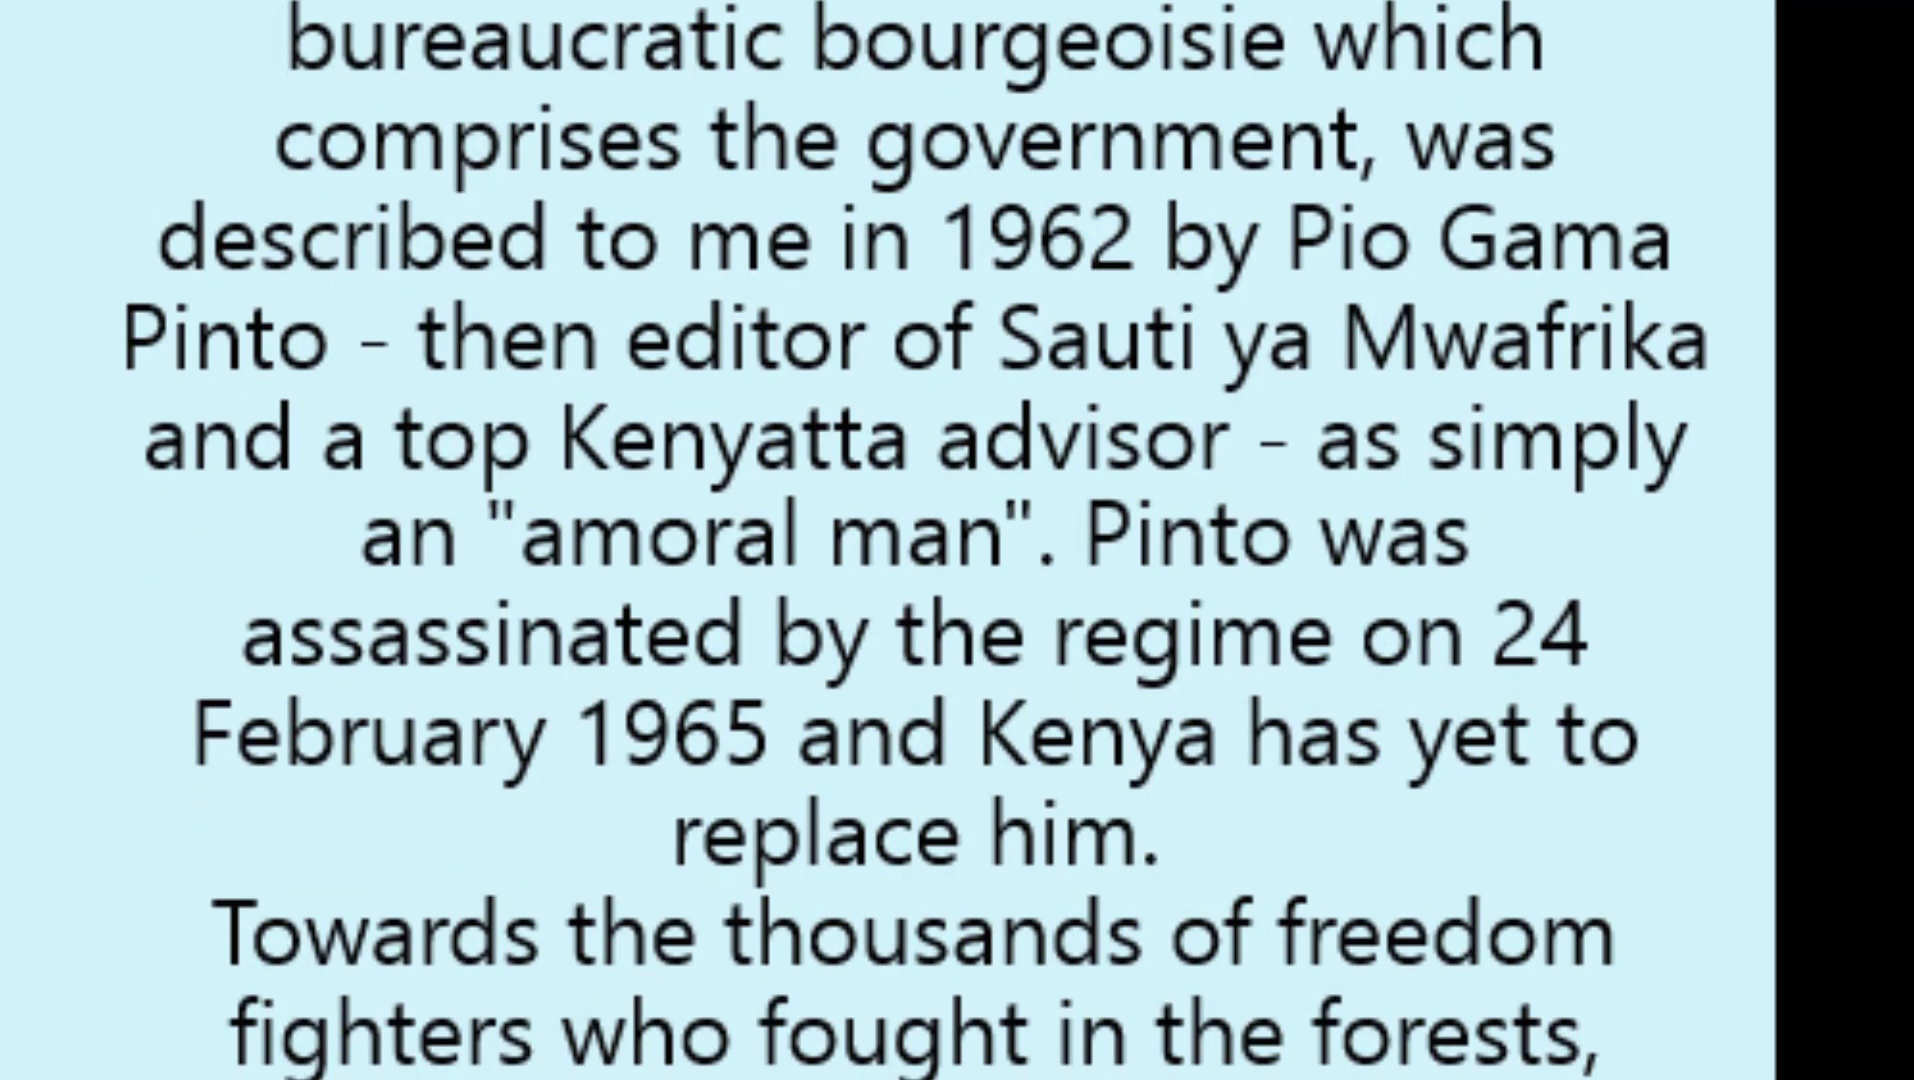 bureaucratic bourgeoisie which
comprises the government, was
described to me in 1962 by Pio Gama
Pinto - then editor of Sauti ya Mwafrika
and a top Kenyatta advisor - as simply
an "amoral man". Pinto was
assassinated by the regime on 24
February 1965 and Kenya has yet to
replace him.
Towards the thousands of freedom
fighters who fought in the forests,